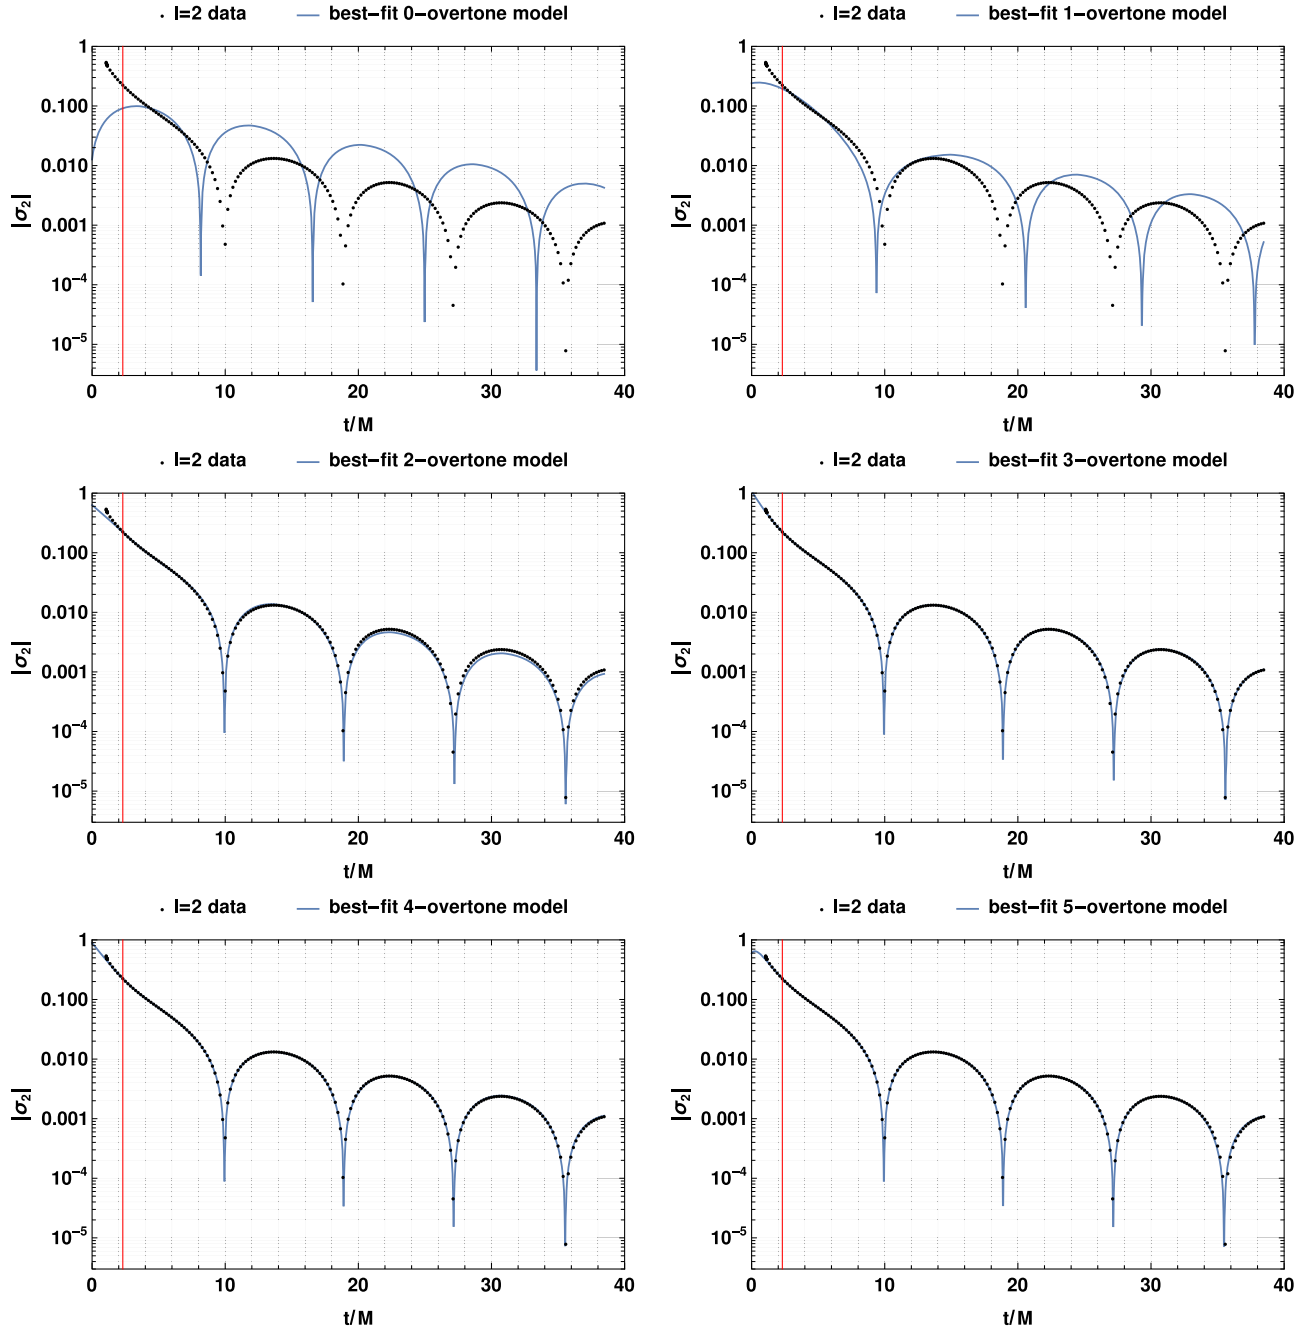 l=2 data best-fit 0-overtone model
1
0.100
0.010
0.001
10⁻⁴
10⁻⁵
|σ₂|
0 10 20 30 40
t/M
l=2 data best-fit 1-overtone model
1
0.100
0.010
0.001
10⁻⁴
10⁻⁵
|σ₂|
0 10 20 30 40
t/M
l=2 data best-fit 2-overtone model
1
0.100
0.010
0.001
10⁻⁴
10⁻⁵
|σ₂|
0 10 20 30 40
t/M
l=2 data best-fit 3-overtone model
1
0.100
0.010
0.001
10⁻⁴
10⁻⁵
|σ₂|
0 10 20 30 40
t/M
l=2 data best-fit 4-overtone model
1
0.100
0.010
0.001
10⁻⁴
10⁻⁵
|σ₂|
0 10 20 30 40
t/M
l=2 data best-fit 5-overtone model
1
0.100
0.010
0.001
10⁻⁴
10⁻⁵
|σ₂|
0 10 20 30 40
t/M